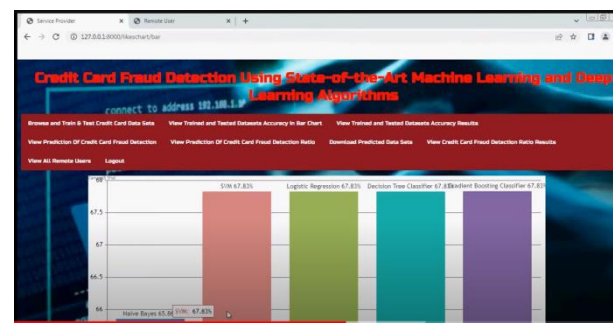 Service Provider
Remote User
127.0.0.1:8000/likeschart/bar
Credit Card Fraud Detection Using State-of-the-Art Machine Learning and Deep
Learning Algorithms
connect to address 192.168.1.
Browse and Train & Test Credit Card Data Sets View Trained and Tested Datasets Accuracy in Bar Chart View Trained and Tested Datasets Accuracy Results
View Prediction Of Credit Card Fraud Detection View Prediction Of Credit Card Fraud Detection Ratio Download Predicted Data Sets View Credit Card Fraud Detection Ratio Results
View All Remote Users Logout
68
SVM 67.83% Logistic Regression 67.83% Decision Tree Classifier 67.83% Gradient Boosting Classifier 67.83%
67.5
67
66.5
66
Naive Bayes 65.8
SVM: 67.83%